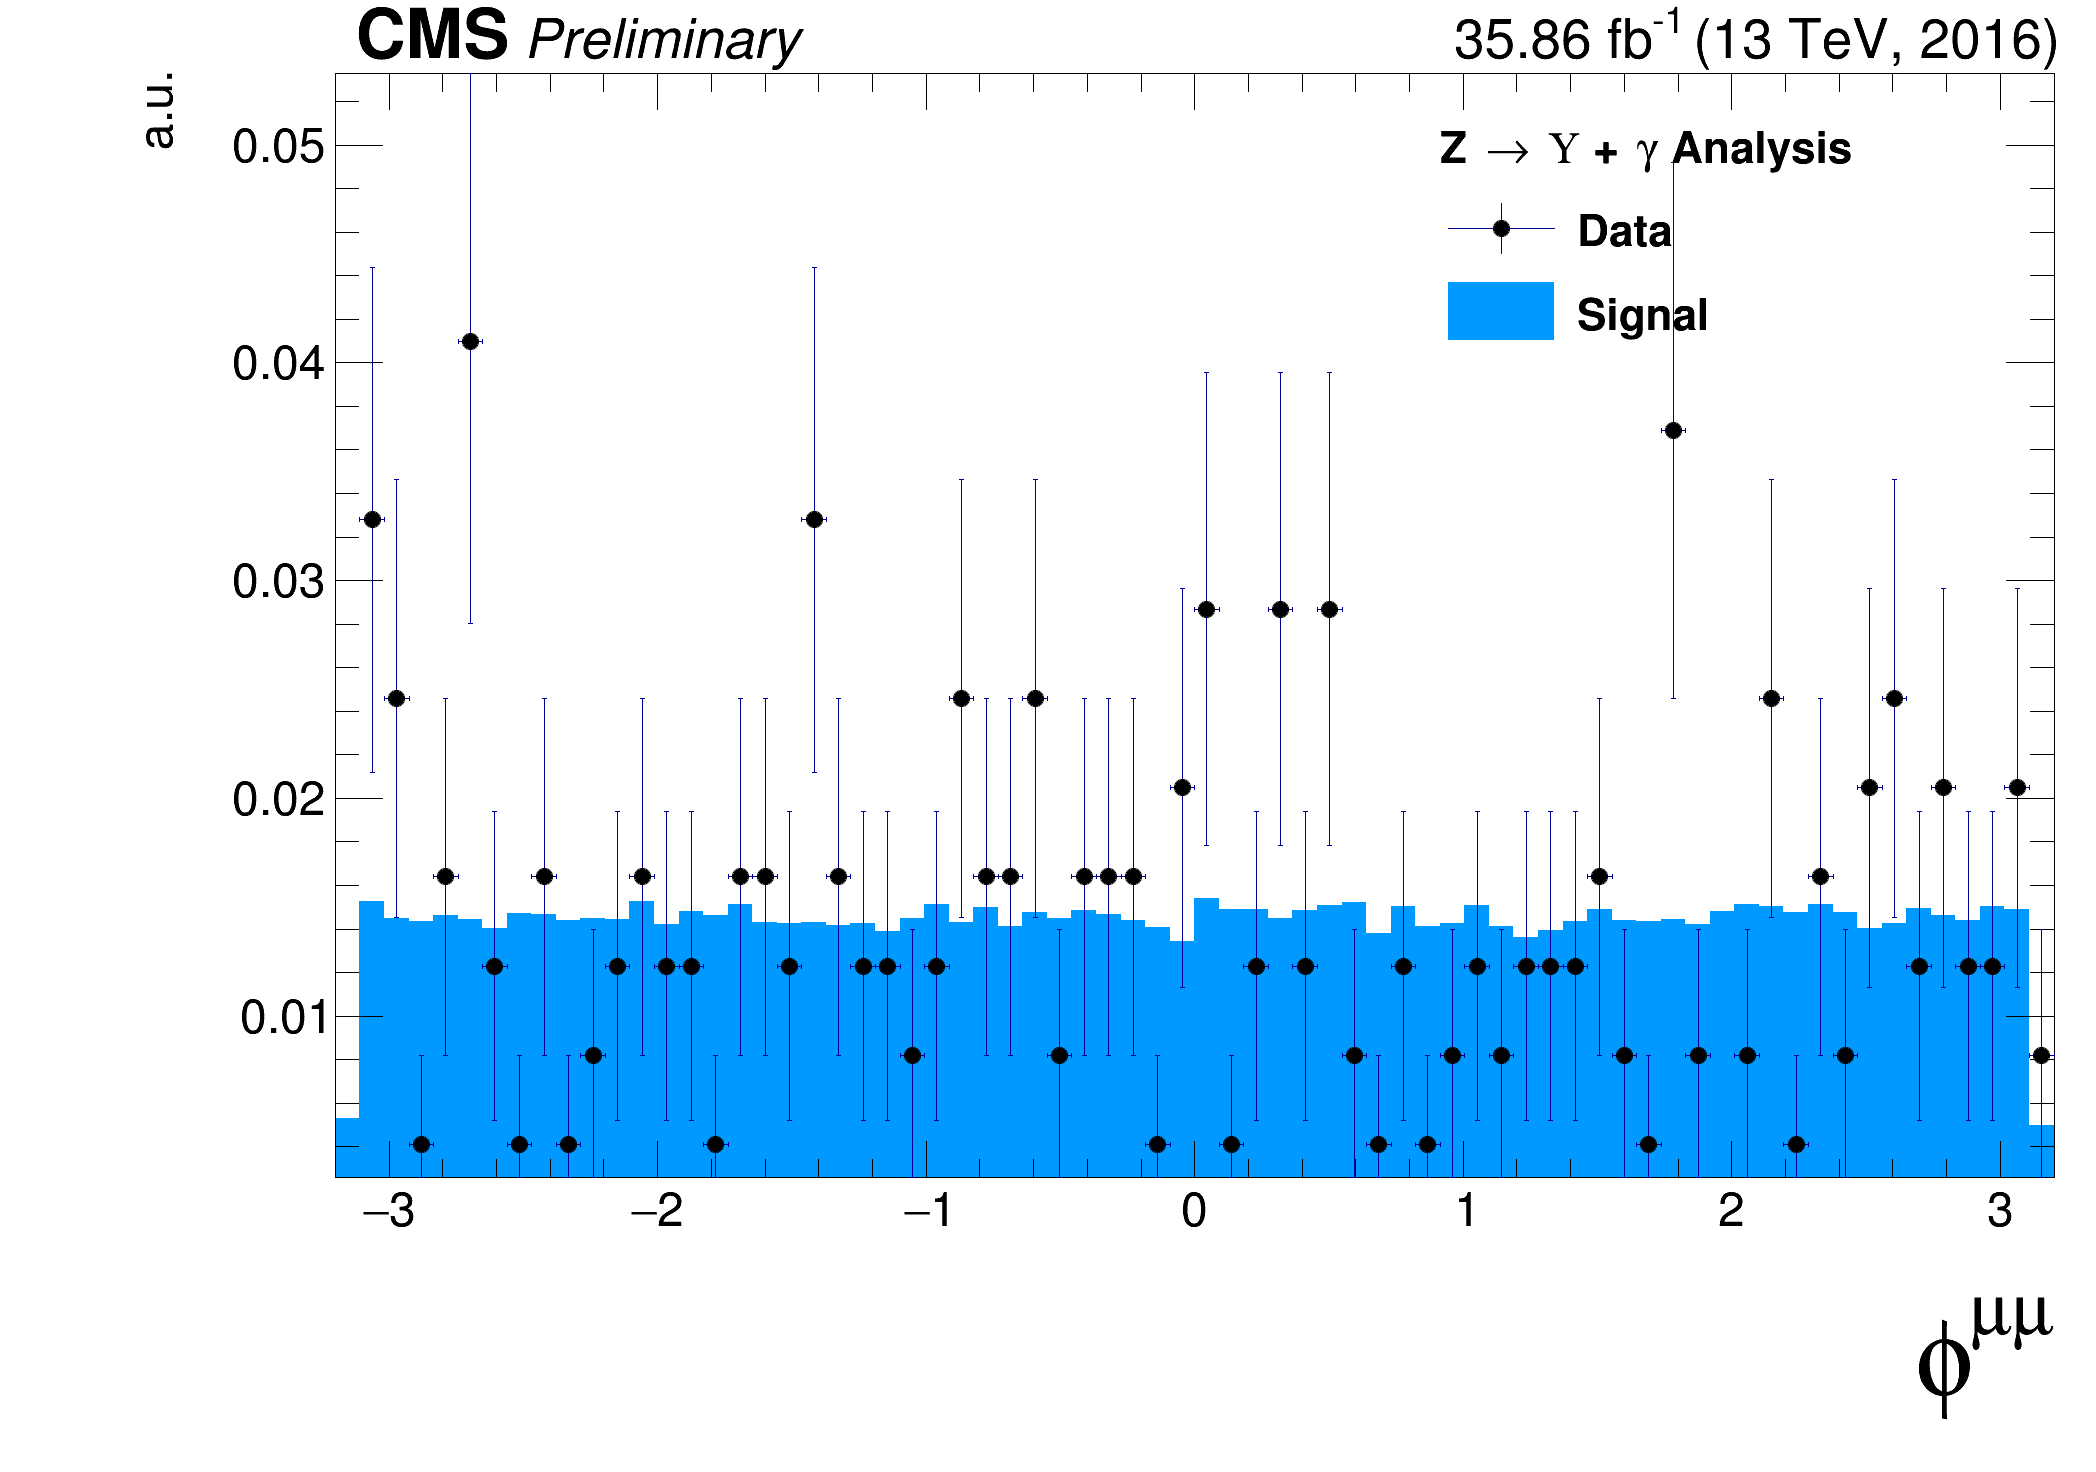 CMS Preliminary 35.86 fb⁻¹ (13 TeV, 2016)
a.u.
Z → Υ + γ Analysis
Data
Signal
0.05
0.04
0.03
0.02
0.01
−3 −2 −1 0 1 2 3
ϕ^μμ